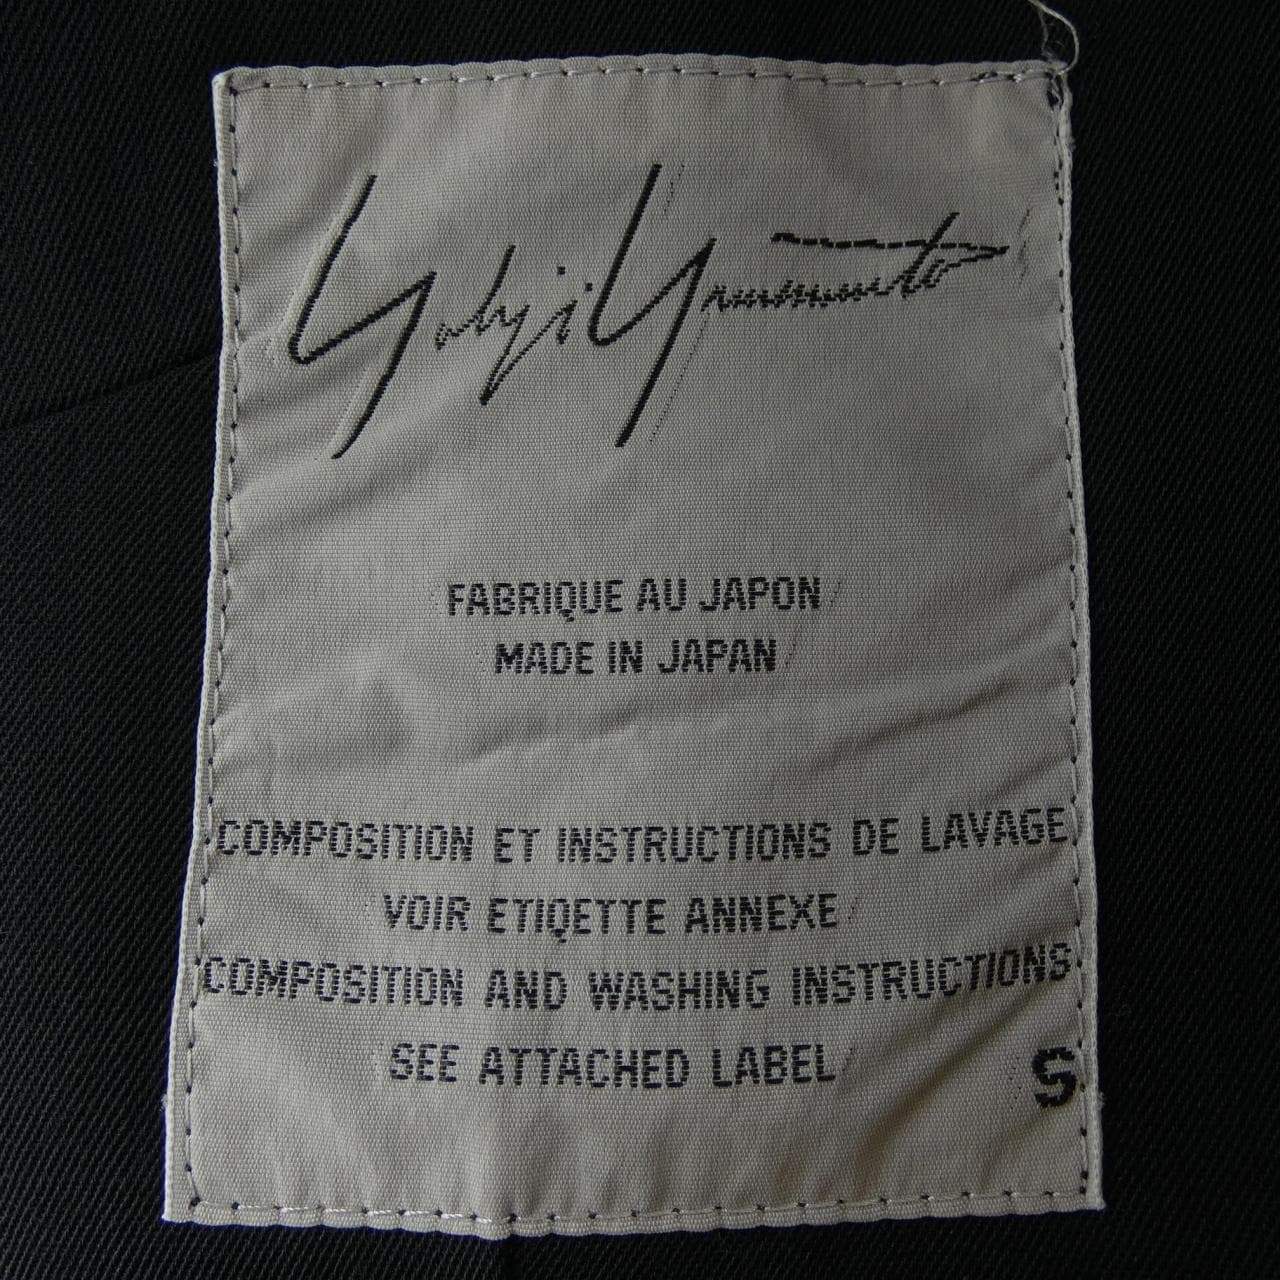 Yohji Yamamoto
FABRIQUE AU JAPON
MADE IN JAPAN
COMPOSITION ET INSTRUCTIONS DE LAVAGE
VOIR ETIQETTE ANNEXE
COMPOSITION AND WASHING INSTRUCTIONS
SEE ATTACHED LABEL
S